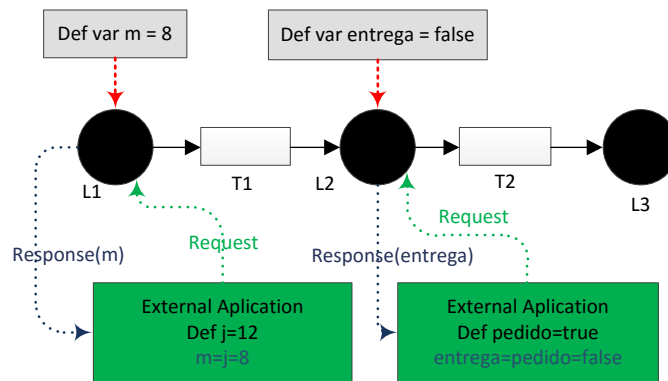 Def var m = 8
Def var entrega = false
L1
T1
L2
T2
L3
Request
Request
Response(m)
Response(entrega)
External Aplication
Def j=12
m=j=8
External Aplication
Def pedido=true
entrega=pedido=false